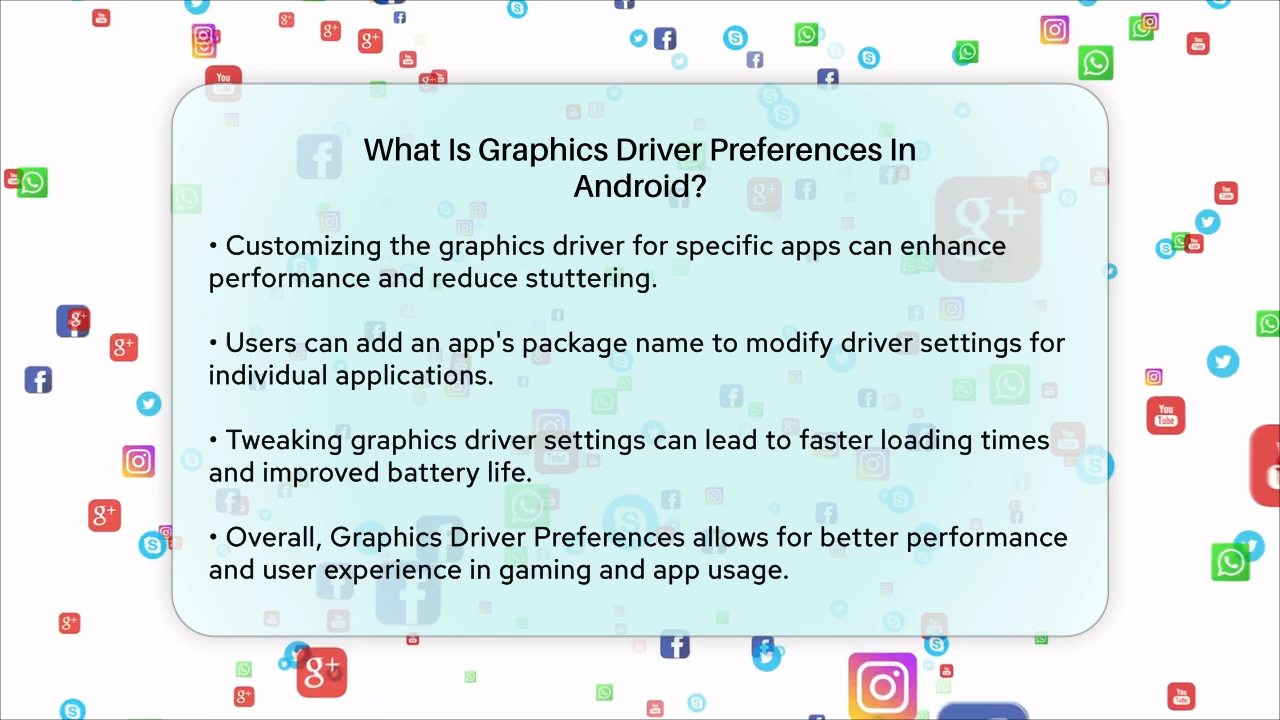 What Is Graphics Driver Preferences In
Android?
• Customizing the graphics driver for specific apps can enhance
performance and reduce stuttering.
• Users can add an app's package name to modify driver settings for
individual applications.
• Tweaking graphics driver settings can lead to faster loading times
and improved battery life.
• Overall, Graphics Driver Preferences allows for better performance
and user experience in gaming and app usage.